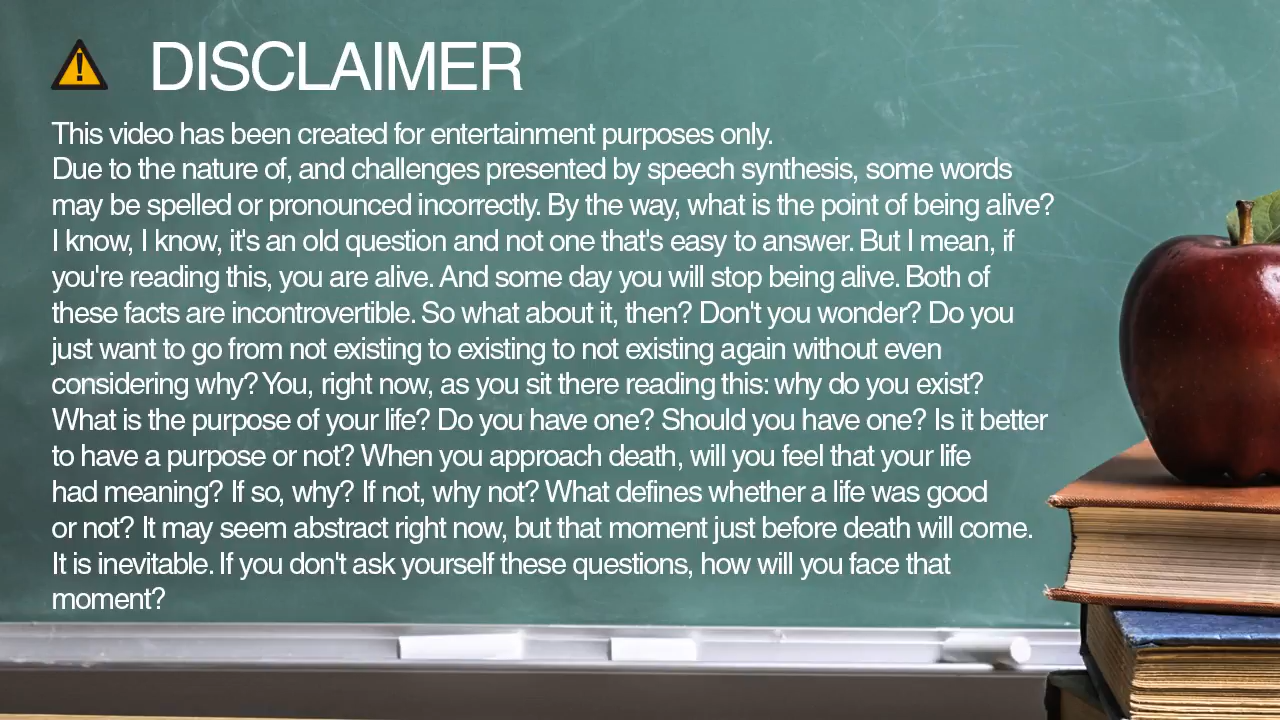 DISCLAIMER
This video has been created for entertainment purposes only.
Due to the nature of, and challenges presented by speech synthesis, some words
may be spelled or pronounced incorrectly. By the way, what is the point of being alive?
I know, I know, it's an old question and not one that's easy to answer. But I mean, if
you're reading this, you are alive. And some day you will stop being alive. Both of
these facts are incontrovertible. So what about it, then? Don't you wonder? Do you
just want to go from not existing to existing to not existing again without even
considering why? You, right now, as you sit there reading this: why do you exist?
What is the purpose of your life? Do you have one? Should you have one? Is it better
to have a purpose or not? When you approach death, will you feel that your life
had meaning? If so, why? If not, why not? What defines whether a life was good
or not? It may seem abstract right now, but that moment just before death will come.
It is inevitable. If you don't ask yourself these questions, how will you face that
moment?